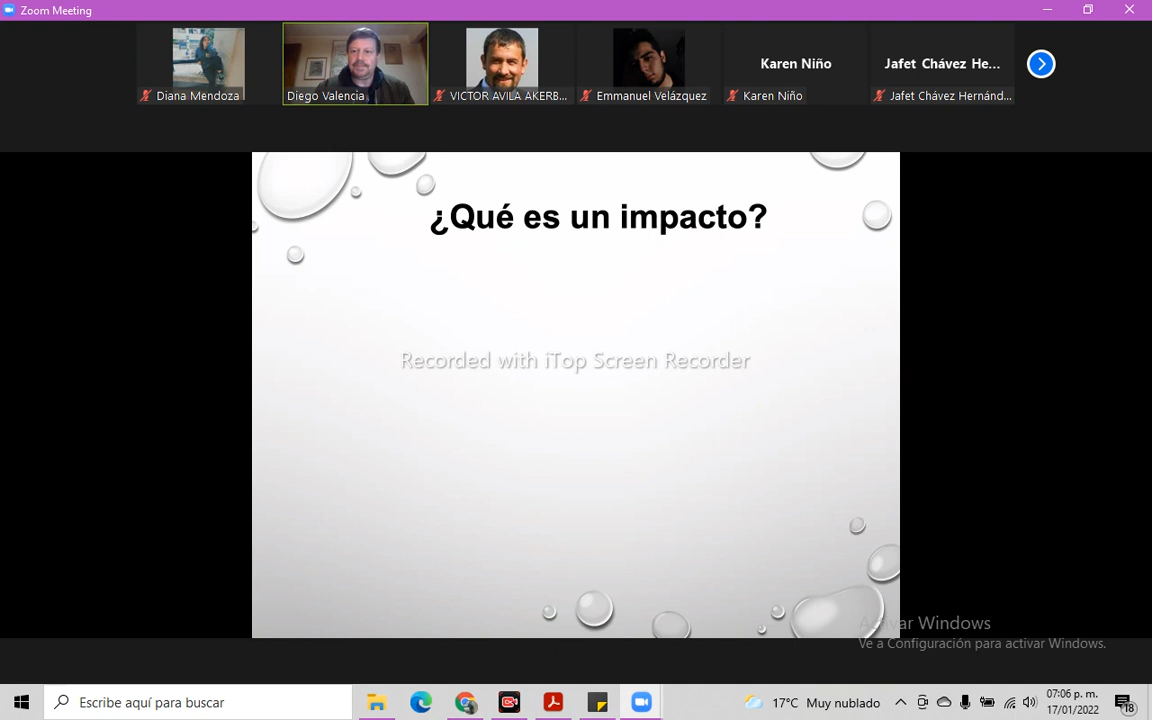 Zoom Meeting
Diana Mendoza
Diego Valencia
VICTOR AVILA AKERB...
Emmanuel Velázquez
Karen Niño
Karen Niño
Jafet Chávez He...
Jafet Chávez Hernánd...
¿Qué es un impacto?
Recorded with iTop Screen Recorder
Activar Windows
Ve a Configuración para activar Windows.
Escribe aquí para buscar
17°C Muy nublado
07:06 p. m.
17/01/2022
18